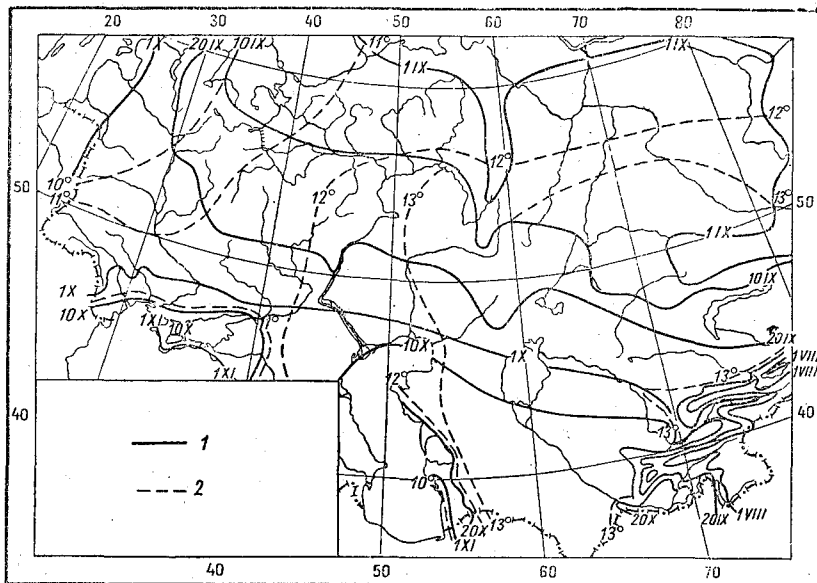 20 30 40 50 60 70 80
1X 20IX 10IX 11° 1IX 1IX
12° 12°
50 10° 11° 12° 13° 13° 50
1IX
10IX
1X 10X 1XI 10X 1XI
10X 1X 20IX 1VII 1VIII
12° 13° 13°
40 40
1
2
10° 20X 1XI 13° 13° 20X 20IX 1VIII
I
40 50 60 70